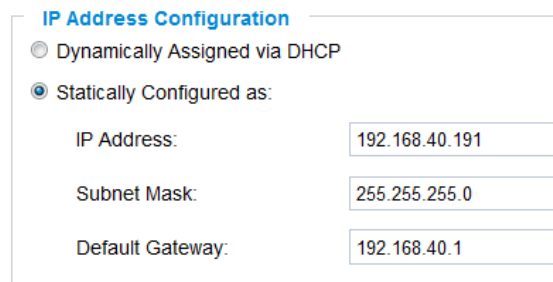 IP Address Configuration
Dynamically Assigned via DHCP
Statically Configured as:
IP Address: 192.168.40.191
Subnet Mask: 255.255.255.0
Default Gateway: 192.168.40.1